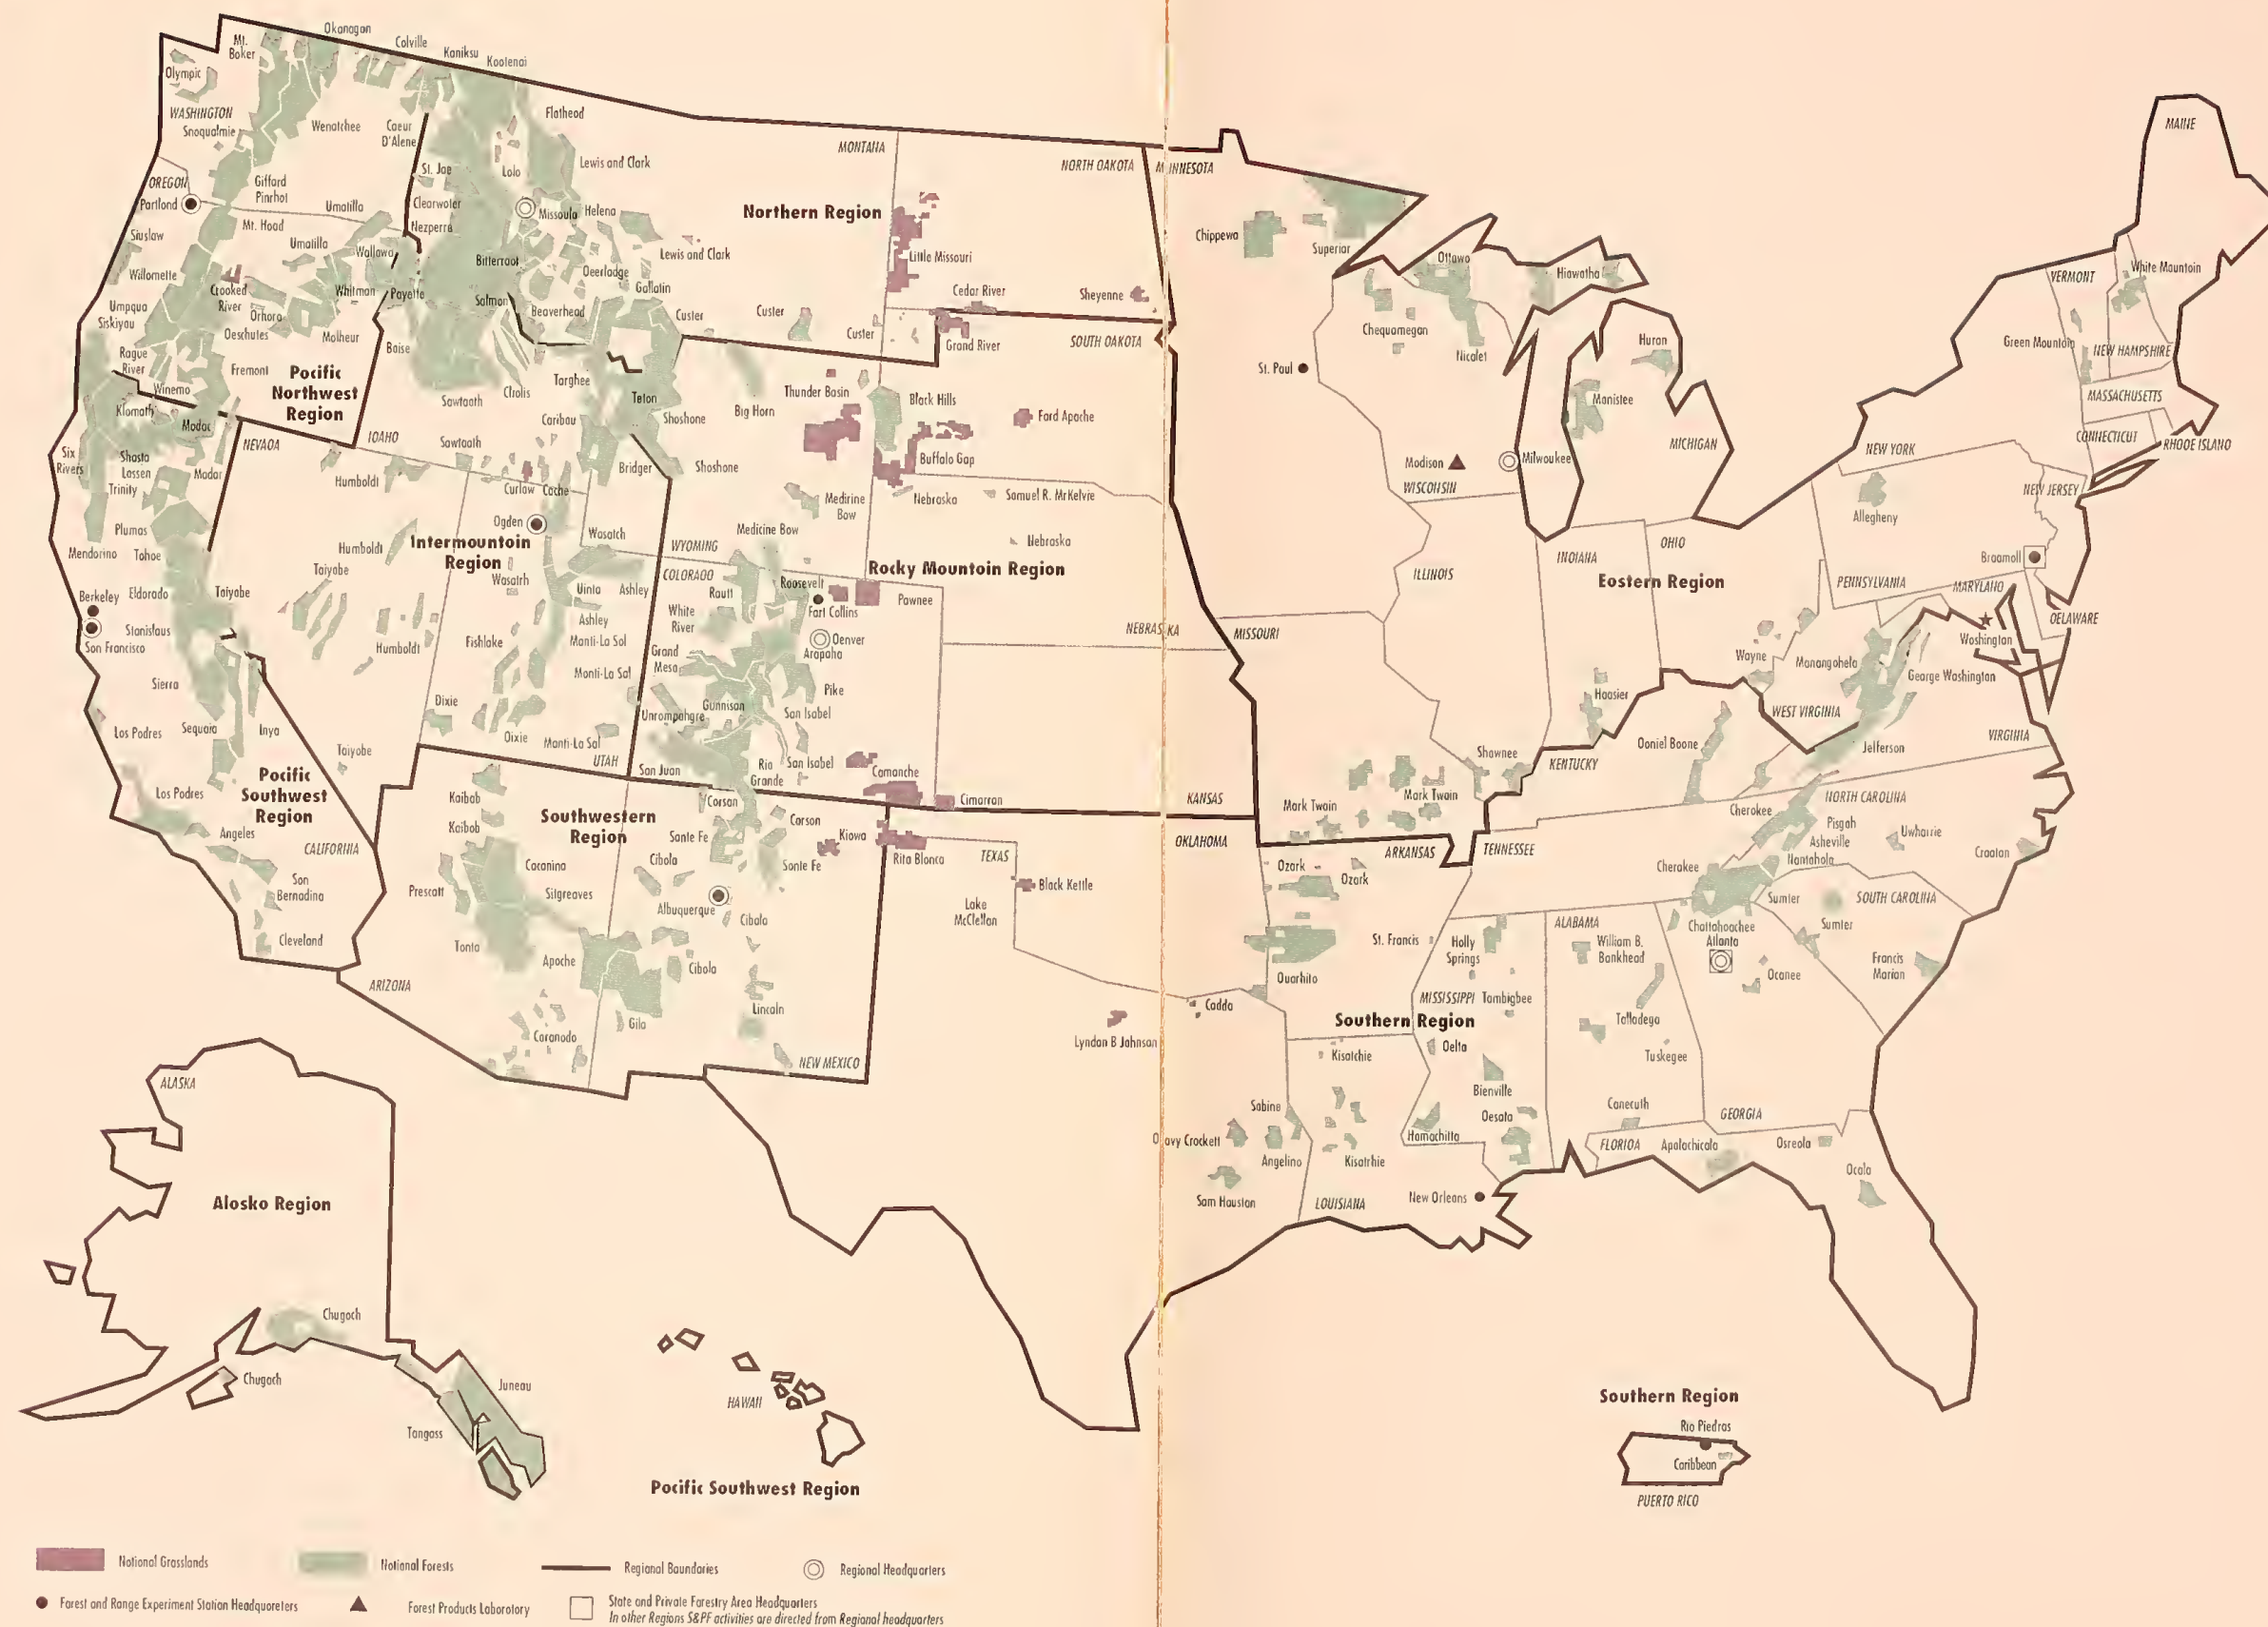 Okanogan
Colville
Kaniksu
Kootenai
Mt.
Baker
Olympic
WASHINGTON
Snoqualmie
Wenatchee
Coeur
D'Alene
Flathead
St. Joe
Lolo
Lewis and Clark
MONTANA
NORTH DAKOTA
MINNESOTA
MAINE
OREGON
Portland
Gifford
Pinchot
Umatilla
Clearwater
Nezperce
Missoula
Helena
Northern Region
Siuslaw
Mt. Hood
Umatilla
Wallowa
Bitterroot
Deerlodge
Lewis and Clark
Little Missouri
Chippewa
Superior
Ottawa
Hiawatha
VERMONT
White Mountain
Willamette
Crooked
River
Ochoco
Whitman
Payette
Salmon
Gallatin
Beaverhead
Custer
Custer
Custer
Cedar River
Sheyenne
Umpqua
Siskiyou
Deschutes
Malheur
Boise
Grand River
SOUTH DAKOTA
St. Paul
Chequamegon
Nicolet
Huron
Green Mountain
NEW HAMPSHIRE
Rogue
River
Winema
Fremont
Pacific
Northwest
Region
Sawtooth
Challis
Targhee
Teton
Thunder Basin
Black Hills
Manistee
MASSACHUSETTS
Klamath
Modoc
NEVADA
IDAHO
Sawtooth
Caribou
Shoshone
Big Horn
Fort Apache
MICHIGAN
CONNECTICUT
RHODE ISLAND
NEW YORK
Six
Rivers
Shasta
Lassen
Trinity
Modoc
Humboldt
Curlew
Cache
Bridger
Shoshone
Buffalo Gap
Madison
Milwaukee
WISCONSIN
NEW JERSEY
Medicine
Bow
Nebraska
Samuel R. McKelvie
Allegheny
Plumas
Mendocino
Tahoe
Ogden
Intermountain
Region
Humboldt
Wasatch
WYOMING
Medicine Bow
Nebraska
Rocky Mountain Region
INDIANA
OHIO
Broomall
Toiyabe
Wasatch
COLORADO
Roosevelt
ILLINOIS
Eastern Region
PENNSYLVANIA
MARYLAND
Berkeley
Eldorado
Toiyabe
Uinta
Ashley
Routt
Fort Collins
Pawnee
DELAWARE
San Francisco
Stanislaus
Humboldt
Fishlake
Ashley
Manti-La Sal
White
River
Denver
Arapaho
NEBRASKA
MISSOURI
Washington
Sierra
Grand
Mesa
Manti-La Sal
Pike
Wayne
Monongahela
George Washington
Los Padres
Sequoia
Inyo
Dixie
Dixie
Manti-La Sal
UTAH
Uncompahgre
Gunnison
San Isabel
Hoosier
WEST VIRGINIA
Jefferson
VIRGINIA
Toiyabe
San Juan
Rio
Grande
San Isabel
Comanche
Shawnee
KENTUCKY
Daniel Boone
Pacific
Southwest
Region
Los Padres
Angeles
CALIFORNIA
Kaibab
Kaibab
Southwestern
Region
Carson
Carson
Cimarron
KANSAS
Mark Twain
Mark Twain
Cherokee
NORTH CAROLINA
Pisgah
Asheville
Uwharrie
Croatan
Santa Fe
Kiowa
Rita Blanca
TEXAS
OKLAHOMA
ARKANSAS
TENNESSEE
Nantahala
San
Bernadino
Prescott
Coconino
Sitgreaves
Cibola
Santa Fe
Black Kettle
Ozark
Ozark
Cherokee
Sumter
SOUTH CAROLINA
Cleveland
Tonto
Apache
Albuquerque
Cibola
Cibola
Lake
McClellan
St. Francis
Holly
Springs
ALABAMA
William B.
Bankhead
Chattahoochee
Atlanta
Sumter
Oconee
Francis
Marion
ARIZONA
Coronado
Gila
Lincoln
NEW MEXICO
Ouachita
Caddo
Lyndon B Johnson
MISSISSIPPI
Tombigbee
Southern Region
Talladega
Tuskegee
Kisatchie
Delta
Bienville
Sabine
Davy Crockett
Angelina
Sam Houston
Kisatchie
Homochitto
Desoto
Conecuh
GEORGIA
FLORIDA
Apalachicola
Osceola
Ocala
LOUISIANA
New Orleans
ALASKA
Alaska Region
Chugach
Chugach
Juneau
Tongass
HAWAII
Pacific Southwest Region
Southern Region
Rio Piedras
Caribbean
PUERTO RICO
National Grasslands
National Forests
Regional Boundaries
Regional Headquarters
Forest and Range Experiment Station Headquoreters
Forest Products Laboratory
State and Private Forestry Area Headquarters
In other Regions S&PF activities are directed from Regional headquarters